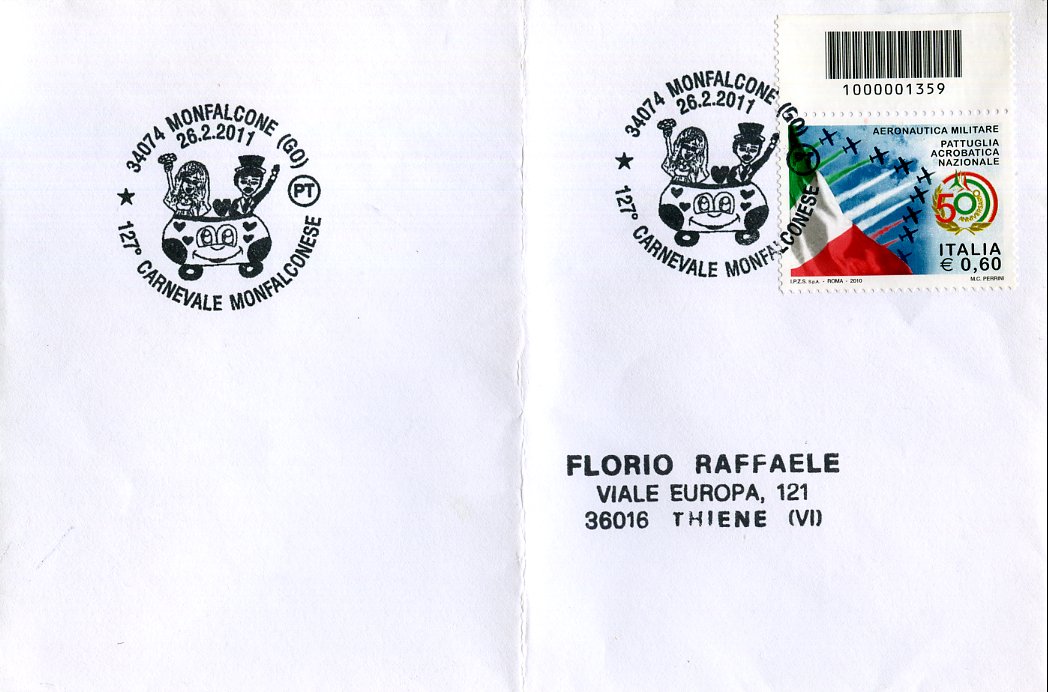 34074 MONFALCONE (GO)
26.2.2011
PT
★ 127° CARNEVALE MONFALCONESE
34074 MONFALCONE (GO)
26.2.2011
PT
★ 127° CARNEVALE MONFALCONESE
1000001359
AERONAUTICA MILITARE
PATTUGLIA
ACROBATICA
NAZIONALE
50
ANNIVERSARIO
ITALIA
€ 0,60
I.P.Z.S. S.p.A. - ROMA - 2010
M.C. PERRINI
FLORIO RAFFAELE
VIALE EUROPA, 121
36016 THIENE (VI)